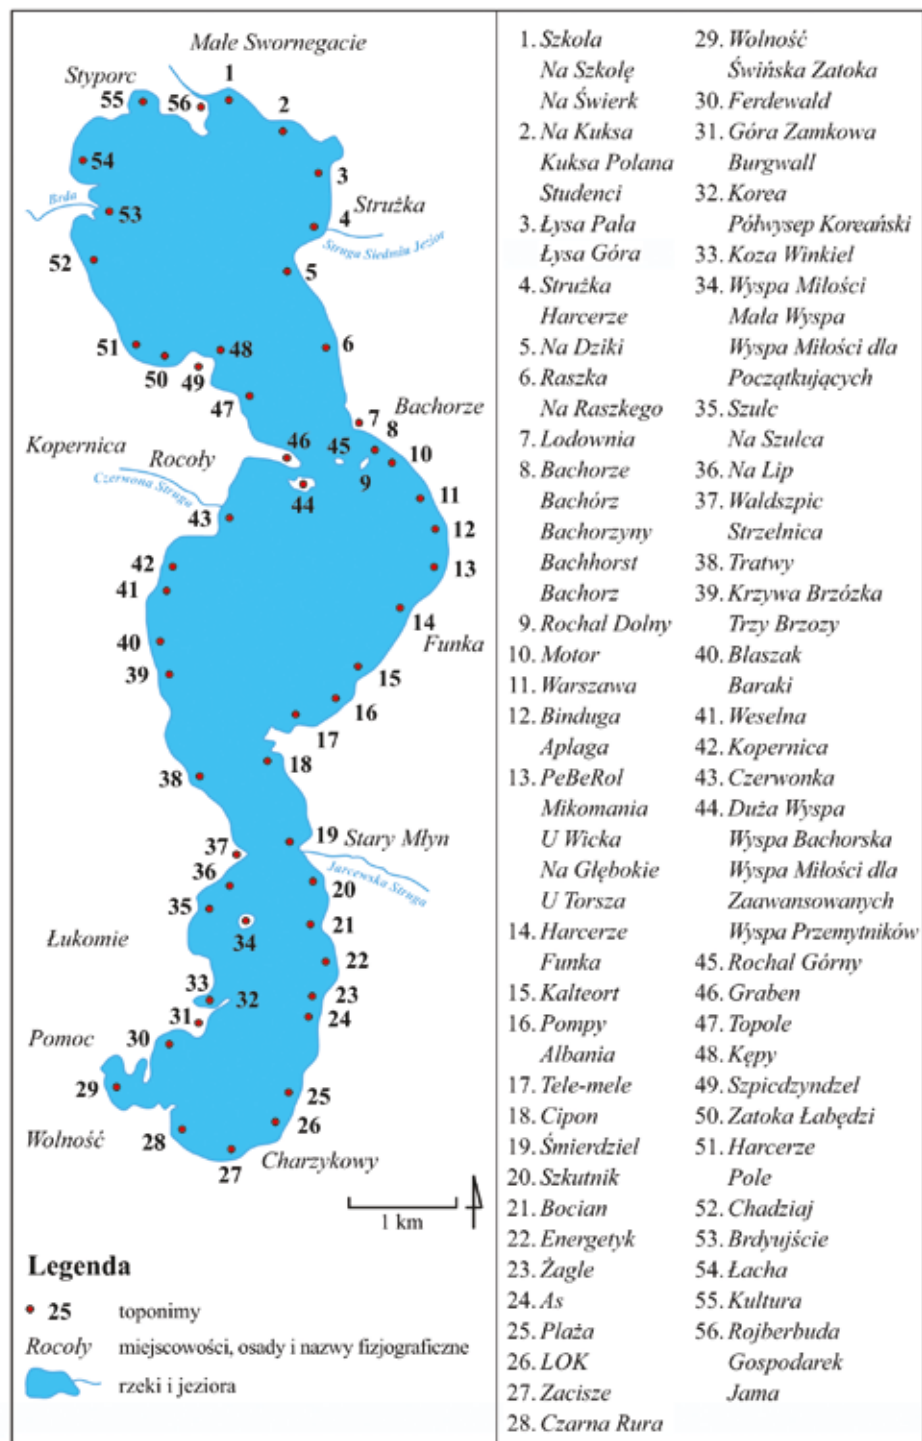 Małe Swornegacie
Styporc
1
55
56
2
54
3
Brda
53
Strużka
4
Struga Siedmiu Jezior
52
5
51
48
6
50
49
47
7
Bachorze
8
Kopernica
46
45
Rocoły
10
Czerwona Struga
9
44
11
43
12
42
13
41
14
40
Funka
39
15
16
17
18
38
19
Stary Młyn
37
Jarcewska Struga
36
20
35
21
Łukomie
34
22
33
32
23
31
24
Pomoc
30
29
25
26
Wolność
28
Charzykowy
27
1 km
Legenda
25 toponimy
Rocoły miejscowości, osady i nazwy fizjograficzne
rzeki i jeziora
1. Szkoła
Na Szkołę
Na Świerk
2. Na Kuksa
Kuksa Polana
Studenci
3. Łysa Pała
Łysa Góra
4. Strużka
Harcerze
5. Na Dziki
6. Raszka
Na Raszkego
7. Lodownia
8. Bachorze
Bachórz
Bachorzyny
Bachhorst
Bachorz
9. Rochal Dolny
10. Motor
11. Warszawa
12. Binduga
Aplaga
13. PeBeRol
Mikomania
U Wicka
Na Głębokie
U Torsza
14. Harcerze
Funka
15. Kalteort
16. Pompy
Albania
17. Tele-mele
18. Cipon
19. Śmierdziel
20. Szkutnik
21. Bocian
22. Energetyk
23. Żagle
24. As
25. Plaża
26. LOK
27. Zacisze
28. Czarna Rura
29. Wolność
Świńska Zatoka
30. Ferdewald
31. Góra Zamkowa
Burgwall
32. Korea
Półwysep Koreański
33. Koza Winkiel
34. Wyspa Miłości
Mała Wyspa
Wyspa Miłości dla
Początkujących
35. Szulc
Na Szulca
36. Na Lip
37. Waldszpic
Strzelnica
38. Tratwy
39. Krzywa Brzózka
Trzy Brzozy
40. Blaszak
Baraki
41. Weselna
42. Kopernica
43. Czerwonka
44. Duża Wyspa
Wyspa Bachorska
Wyspa Miłości dla
Zaawansowanych
Wyspa Przemytników
45. Rochal Górny
46. Graben
47. Topole
48. Kępy
49. Szpicdzyndzel
50. Zatoka Łabędzi
51. Harcerze
Pole
52. Chadziaj
53. Brdyujście
54. Łacha
55. Kultura
56. Rojberbuda
Gospodarek
Jama